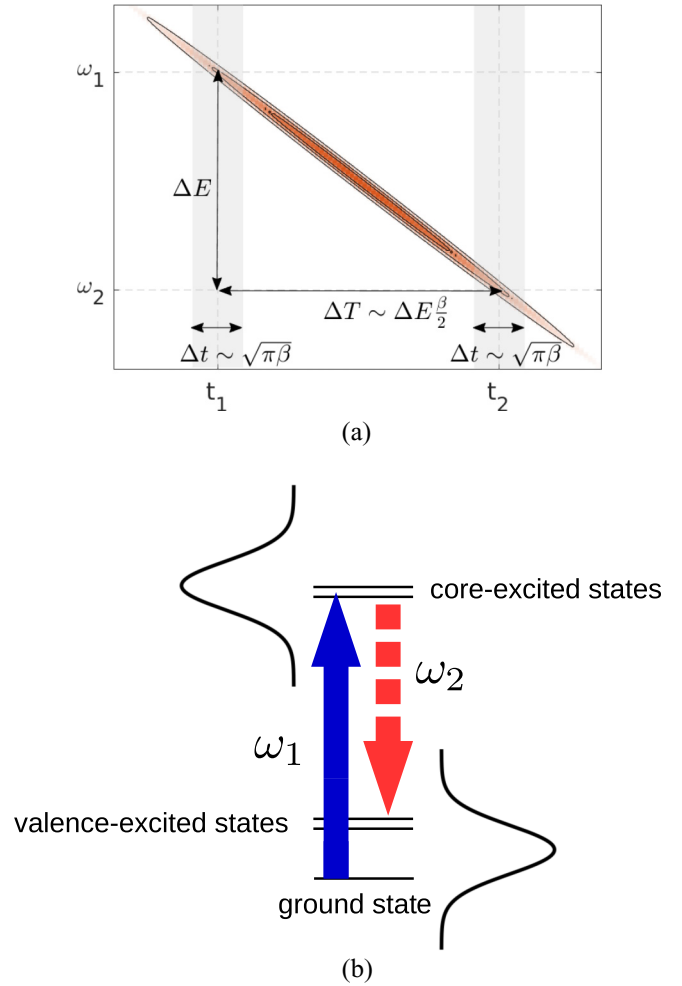 ω₁
ΔE
ω₂
ΔT ∼ ΔE β/2
Δt ∼ √πβ
Δt ∼ √πβ
t₁
t₂
(a)
core-excited states
ω₂
ω₁
valence-excited states
ground state
(b)